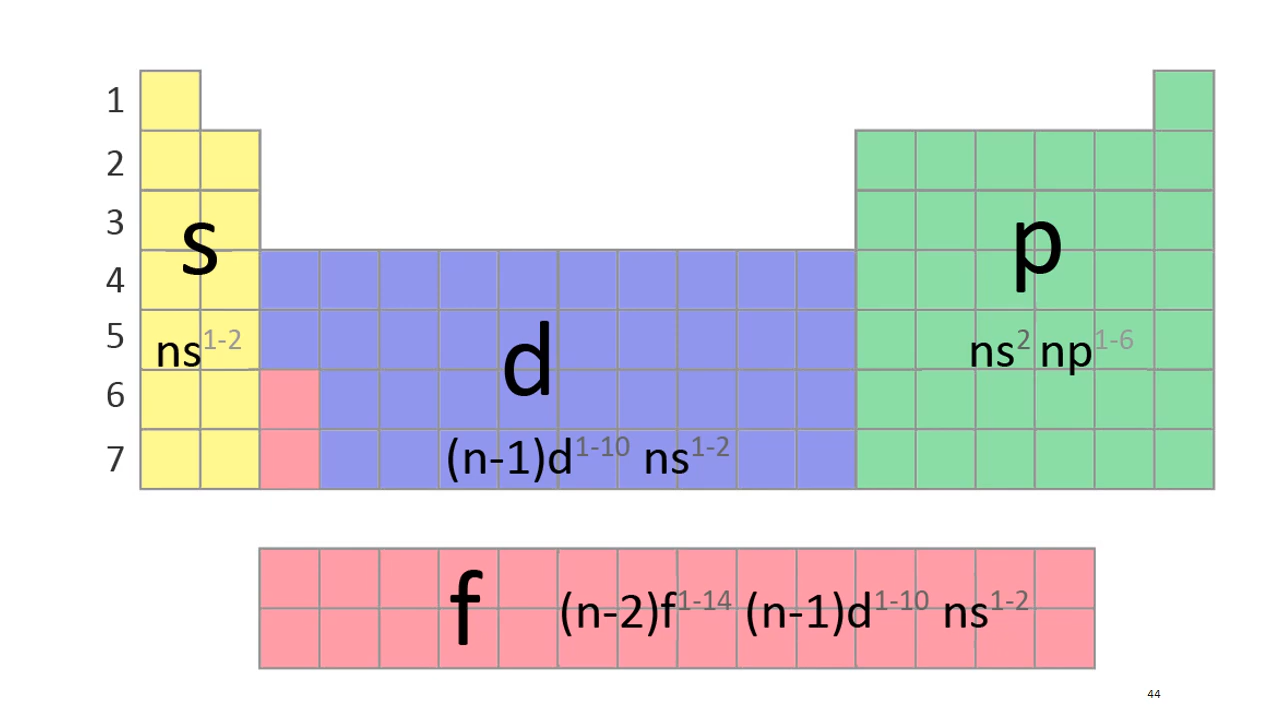 1
2
3
s
p
4
5
ns1-2
d
ns2 np1-6
6
7
(n-1)d1-10 ns1-2
f
(n-2)f1-14 (n-1)d1-10 ns1-2
44